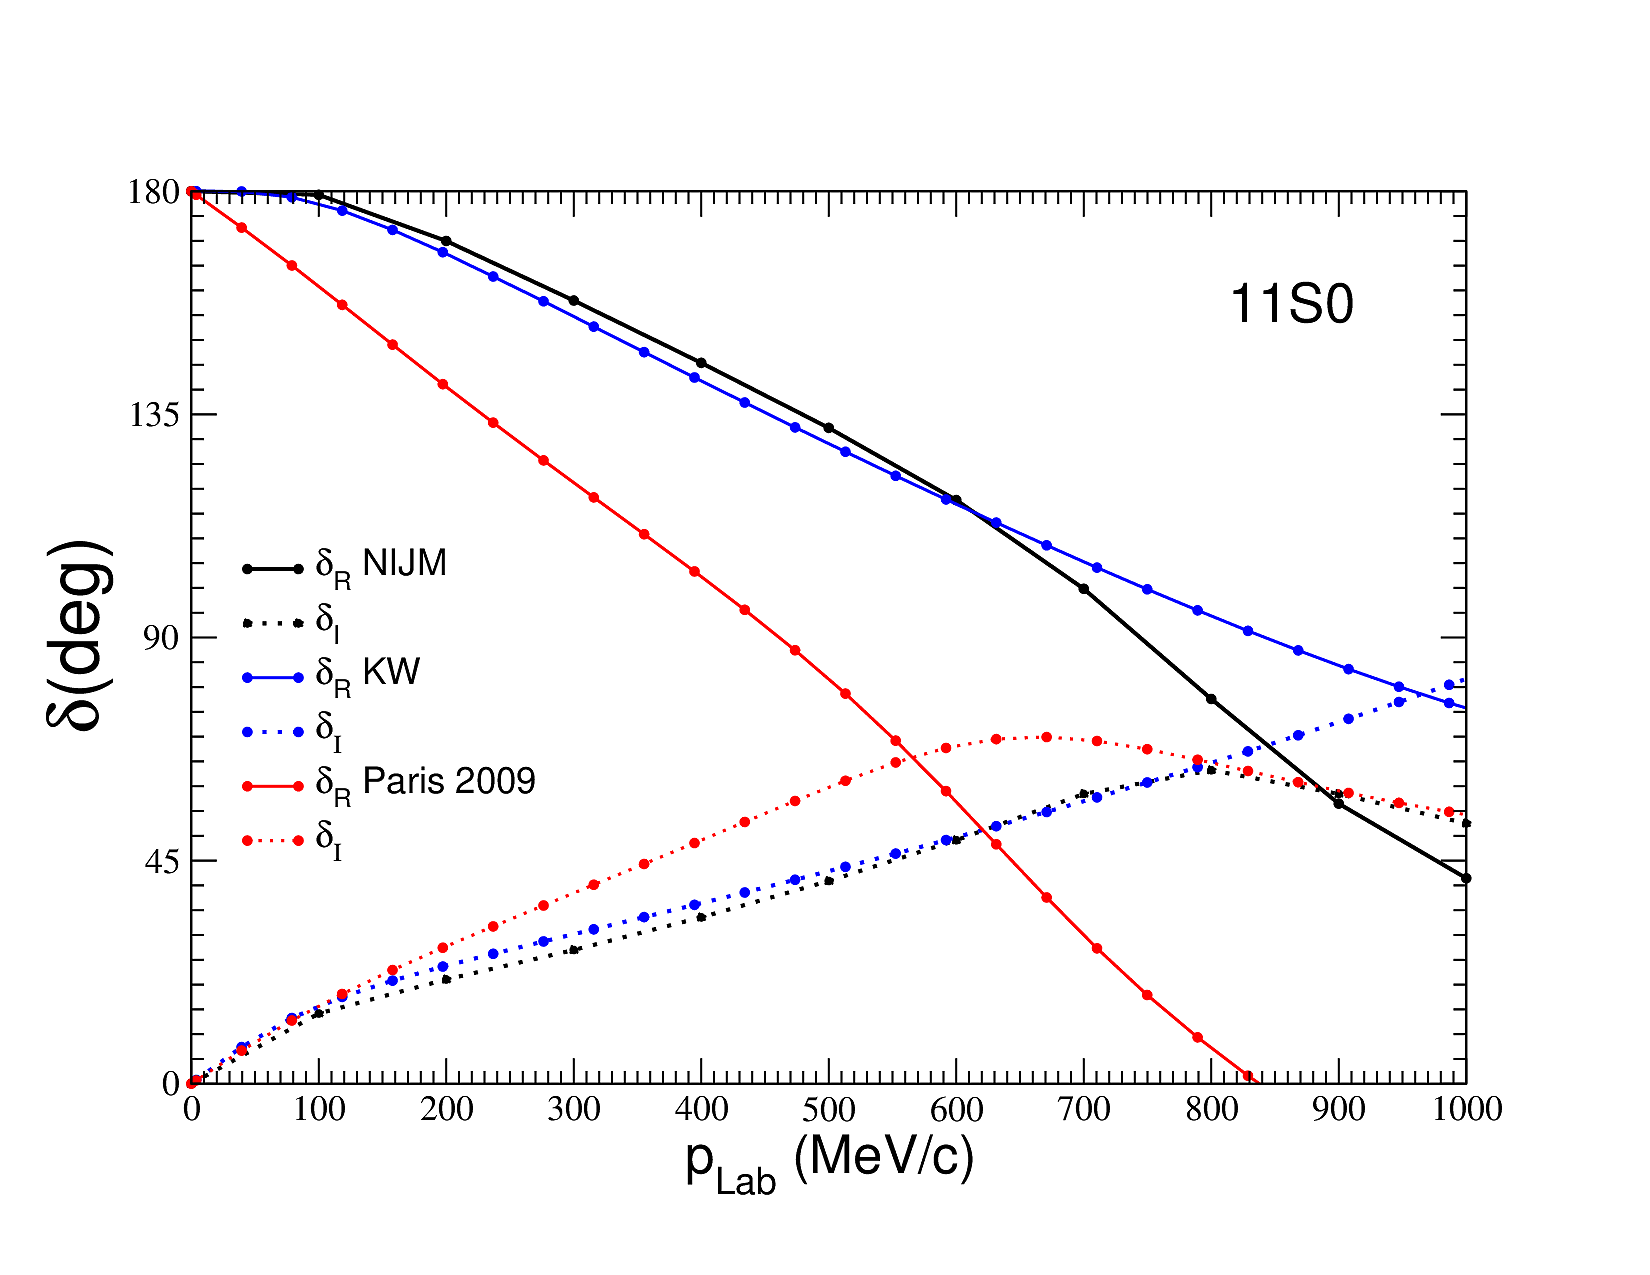 180
135
90
45
0
δ(deg)
11S0
δR NIJM
δI
δR KW
δI
δR Paris 2009
δI
0 100 200 300 400 500 600 700 800 900 1000
pLab (MeV/c)